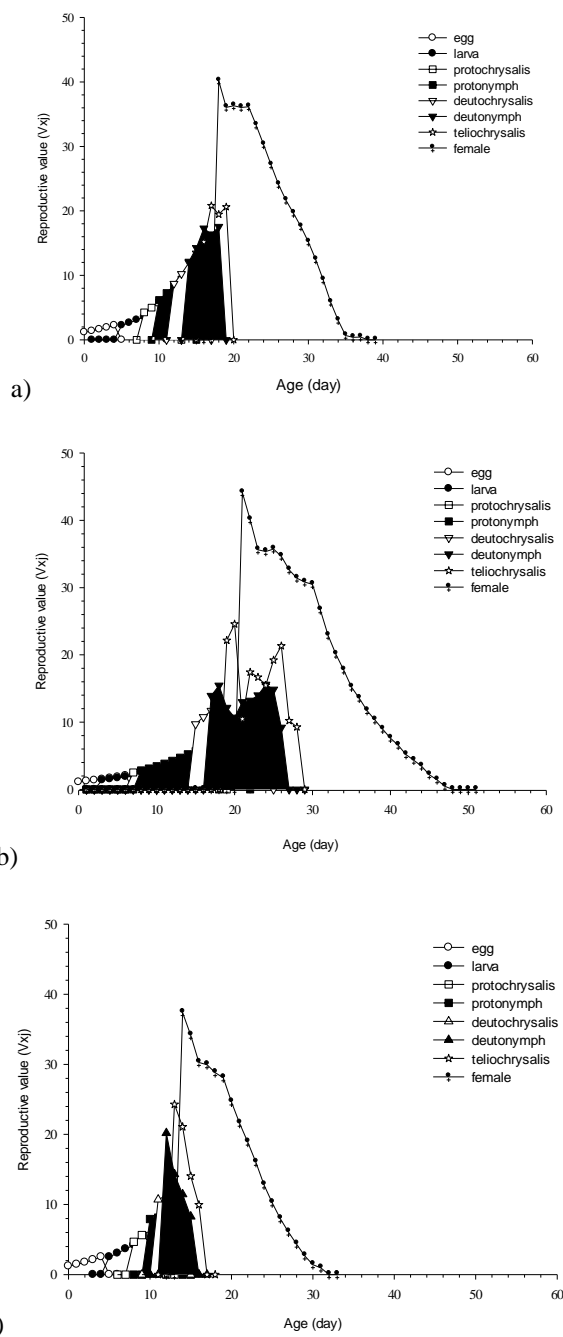 50
40
30
20
10
0
Reproductive value (Vxj)
egg
larva
protochrysalis
protonymph
deutochrysalis
deutonymph
teliochrysalis
female
0 10 20 30 40 50 60
Age (day)
a)
50
40
30
20
10
0
Reproductive value (Vxj)
egg
larva
protochrysalis
protonymph
deutochrysalis
deutonymph
teliochrysalis
female
0 10 20 30 40 50 60
Age (day)
b)
50
40
30
20
10
0
Reproductive value (Vxj)
egg
larva
protochrysalis
protonymph
deutochrysalis
deutonymph
teliochrysalis
female
0 10 20 30 40 50 60
Age (day)
)